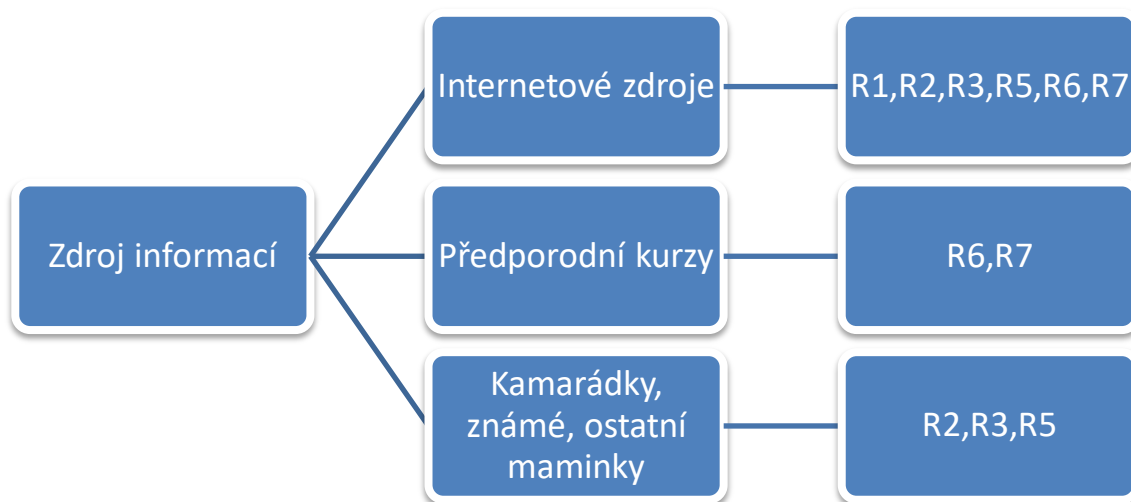 Internetové zdroje
R1,R2,R3,R5,R6,R7
Zdroj informací
Předporodní kurzy
R6,R7
Kamarádky,
známé, ostatní
maminky
R2,R3,R5